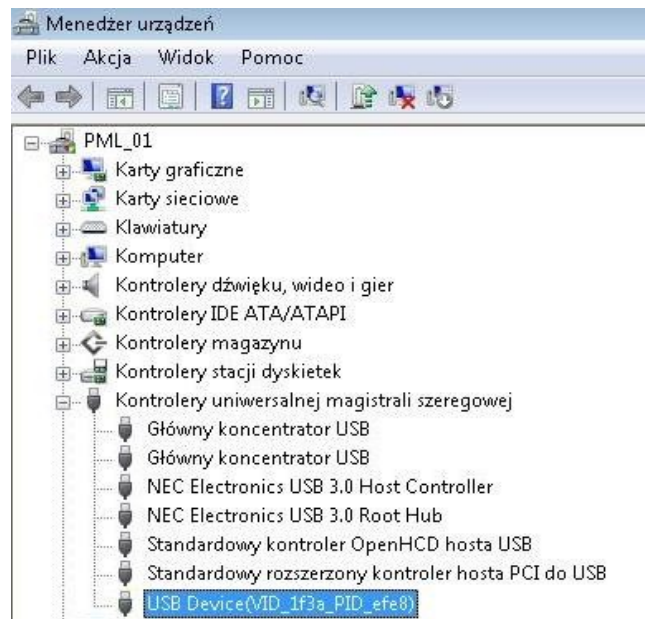 Menedżer urządzeń
Plik Akcja Widok Pomoc
PML_01
Karty graficzne
Karty sieciowe
Klawiatury
Komputer
Kontrolery dźwięku, wideo i gier
Kontrolery IDE ATA/ATAPI
Kontrolery magazynu
Kontrolery stacji dyskietek
Kontrolery uniwersalnej magistrali szeregowej
Główny koncentrator USB
Główny koncentrator USB
NEC Electronics USB 3.0 Host Controller
NEC Electronics USB 3.0 Root Hub
Standardowy kontroler OpenHCD hosta USB
Standardowy rozszerzony kontroler hosta PCI do USB
USB Device(VID_1f3a_PID_efe8)